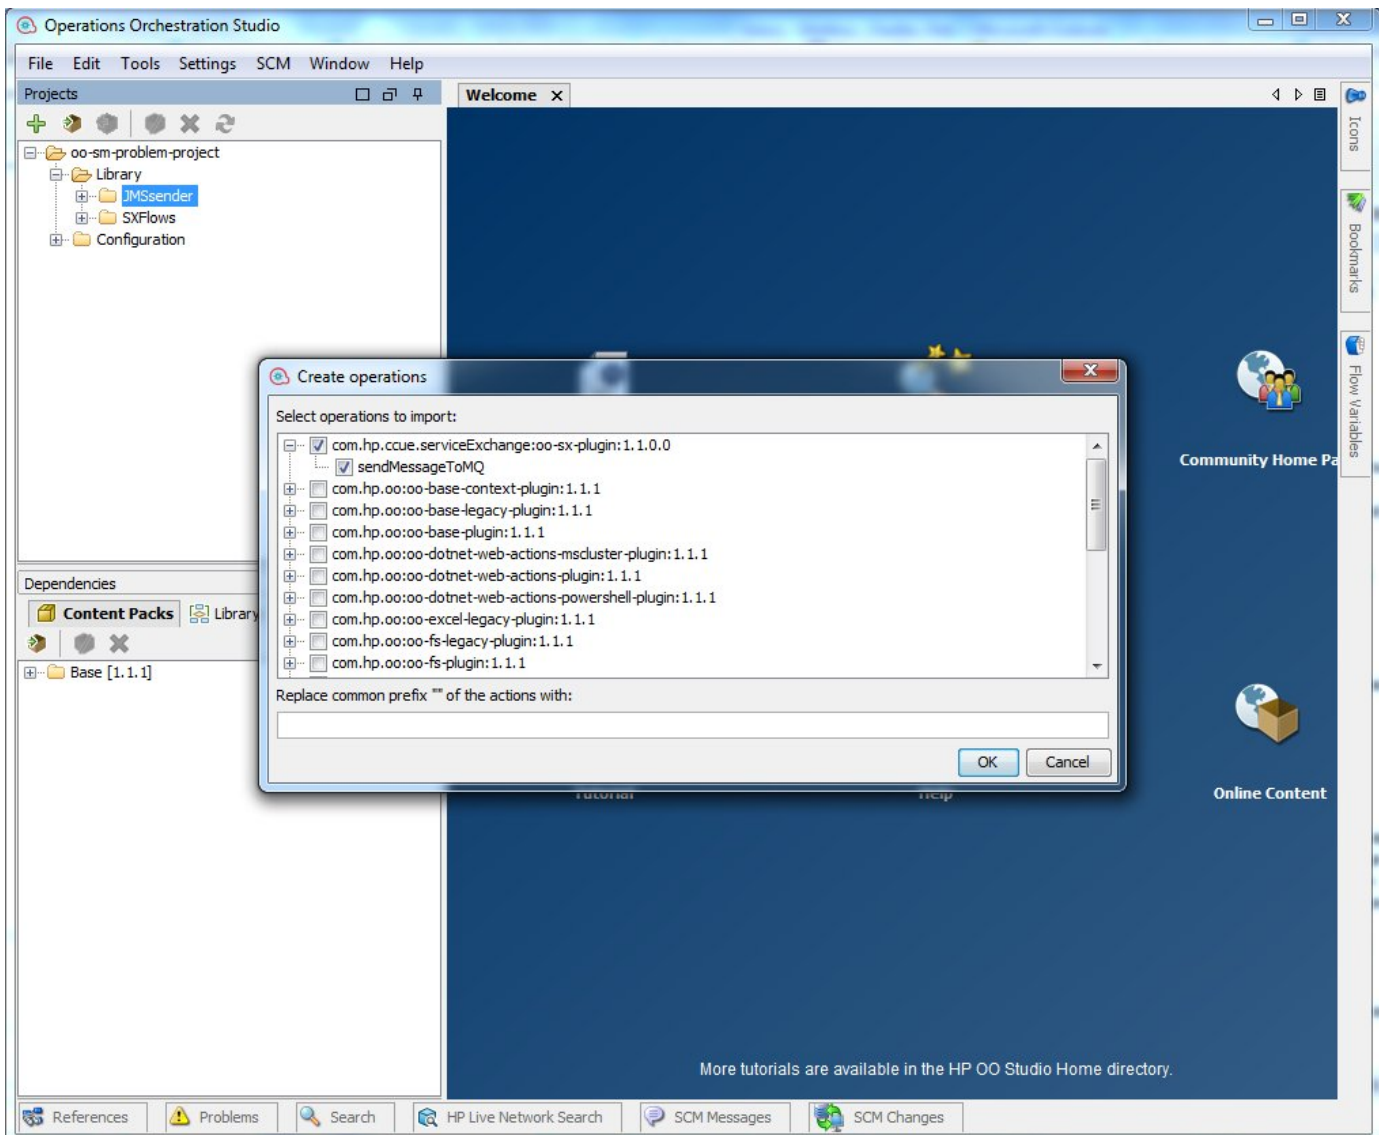 Operations Orchestration Studio
File Edit Tools Settings SCM Window Help
Projects
Welcome
oo-sm-problem-project
Library
JMSsender
SXFlows
Configuration
Icons
Bookmarks
Flow Variables
Create operations
Select operations to import:
com.hp.ccue.serviceExchange:oo-sx-plugin:1.1.0.0
sendMessageToMQ
com.hp.oo:oo-base-context-plugin:1.1.1
com.hp.oo:oo-base-legacy-plugin:1.1.1
com.hp.oo:oo-base-plugin:1.1.1
com.hp.oo:oo-dotnet-web-actions-mscluster-plugin:1.1.1
com.hp.oo:oo-dotnet-web-actions-plugin:1.1.1
com.hp.oo:oo-dotnet-web-actions-powershell-plugin:1.1.1
com.hp.oo:oo-excel-legacy-plugin:1.1.1
com.hp.oo:oo-fs-legacy-plugin:1.1.1
com.hp.oo:oo-fs-plugin:1.1.1
Replace common prefix "" of the actions with:
OK Cancel
Community Home Pa
Dependencies
Content Packs Library
Base [1.1.1]
Tutorial Help Online Content
More tutorials are available in the HP OO Studio Home directory.
References Problems Search HP Live Network Search SCM Messages SCM Changes